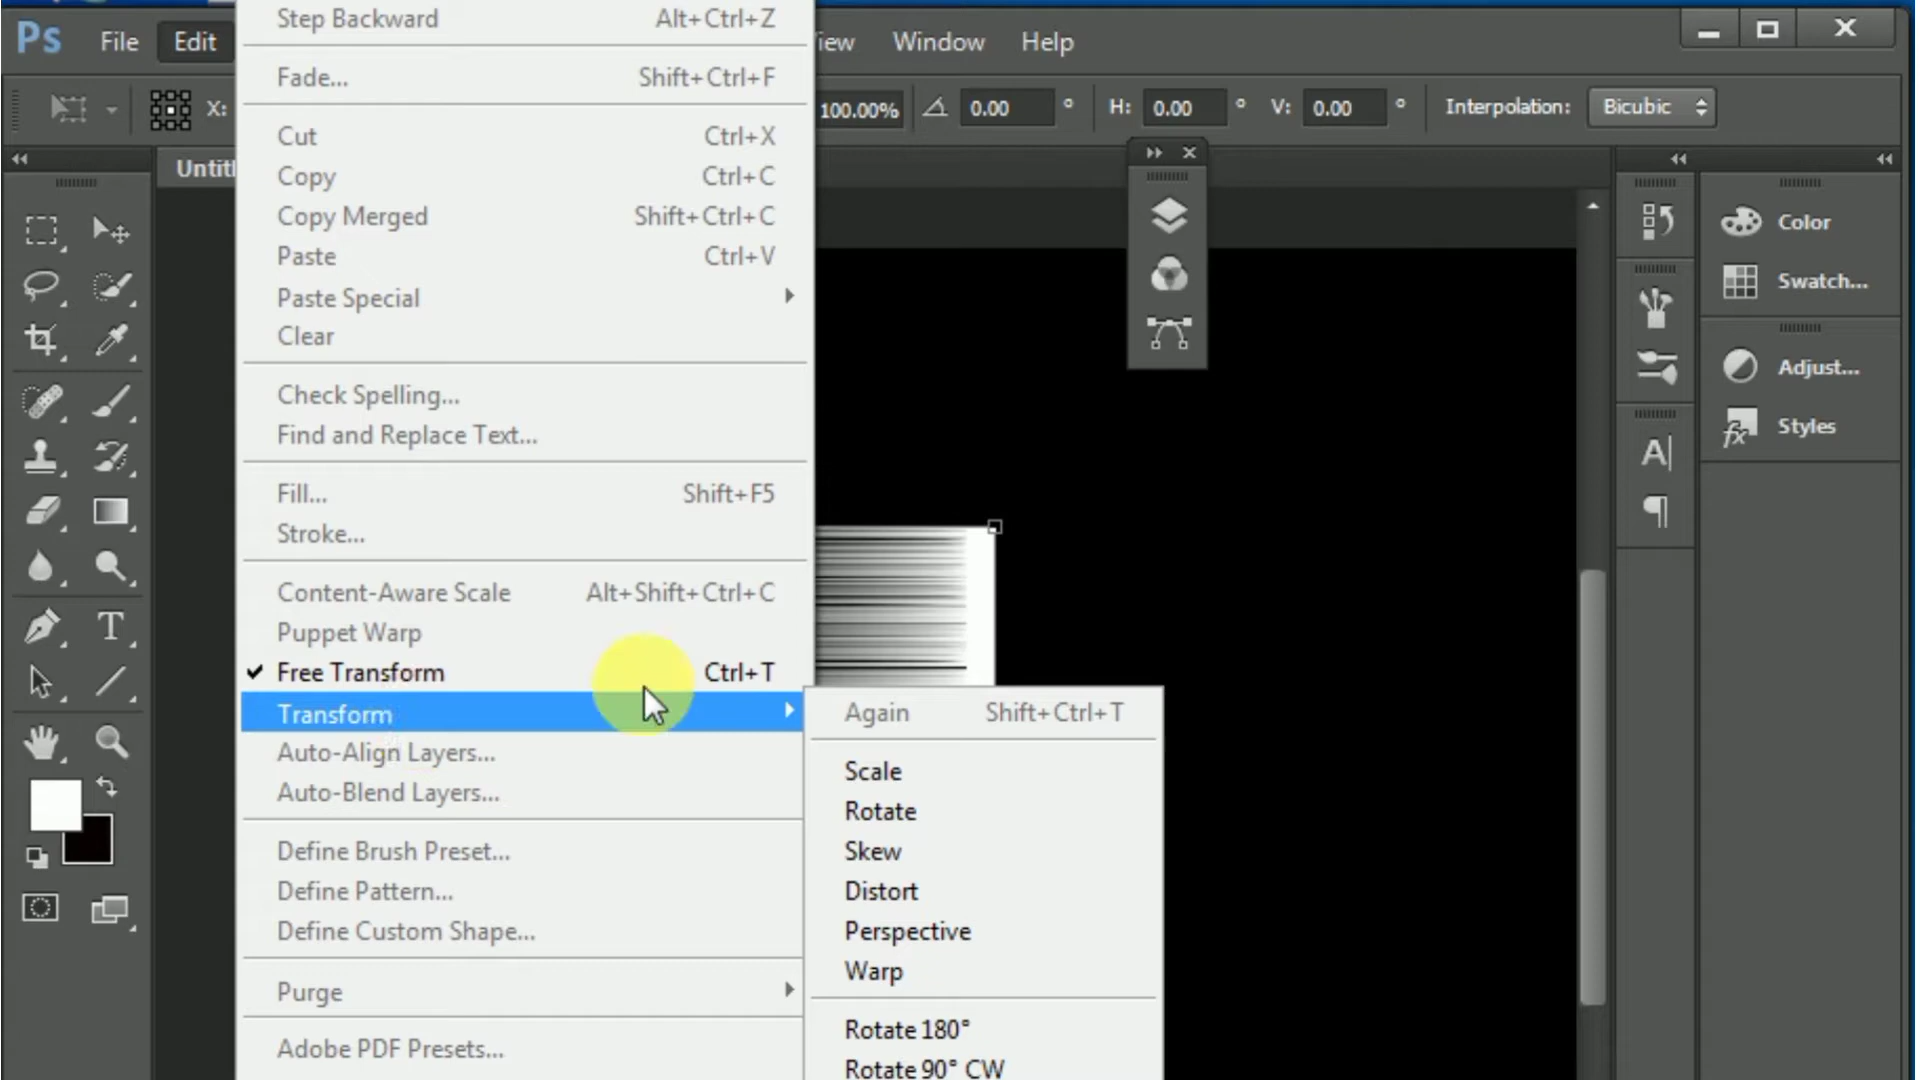 Step Backward Alt+Ctrl+Z
Ps File Edit View Window Help
Fade... Shift+Ctrl+F
X: 100.00% 0.00 ° H: 0.00 ° V: 0.00 ° Interpolation: Bicubic
Cut Ctrl+X
Untitl
Copy Ctrl+C
Copy Merged Shift+Ctrl+C
Color
Paste Ctrl+V
Swatch...
Paste Special
Clear
Adjust...
Check Spelling...
Styles
Find and Replace Text...
Fill... Shift+F5
Stroke...
Content-Aware Scale Alt+Shift+Ctrl+C
Puppet Warp
Free Transform Ctrl+T
Transform
Again Shift+Ctrl+T
Auto-Align Layers...
Scale
Auto-Blend Layers...
Rotate
Define Brush Preset...
Skew
Define Pattern...
Distort
Define Custom Shape...
Perspective
Warp
Purge
Rotate 180°
Adobe PDF Presets...
Rotate 90° CW